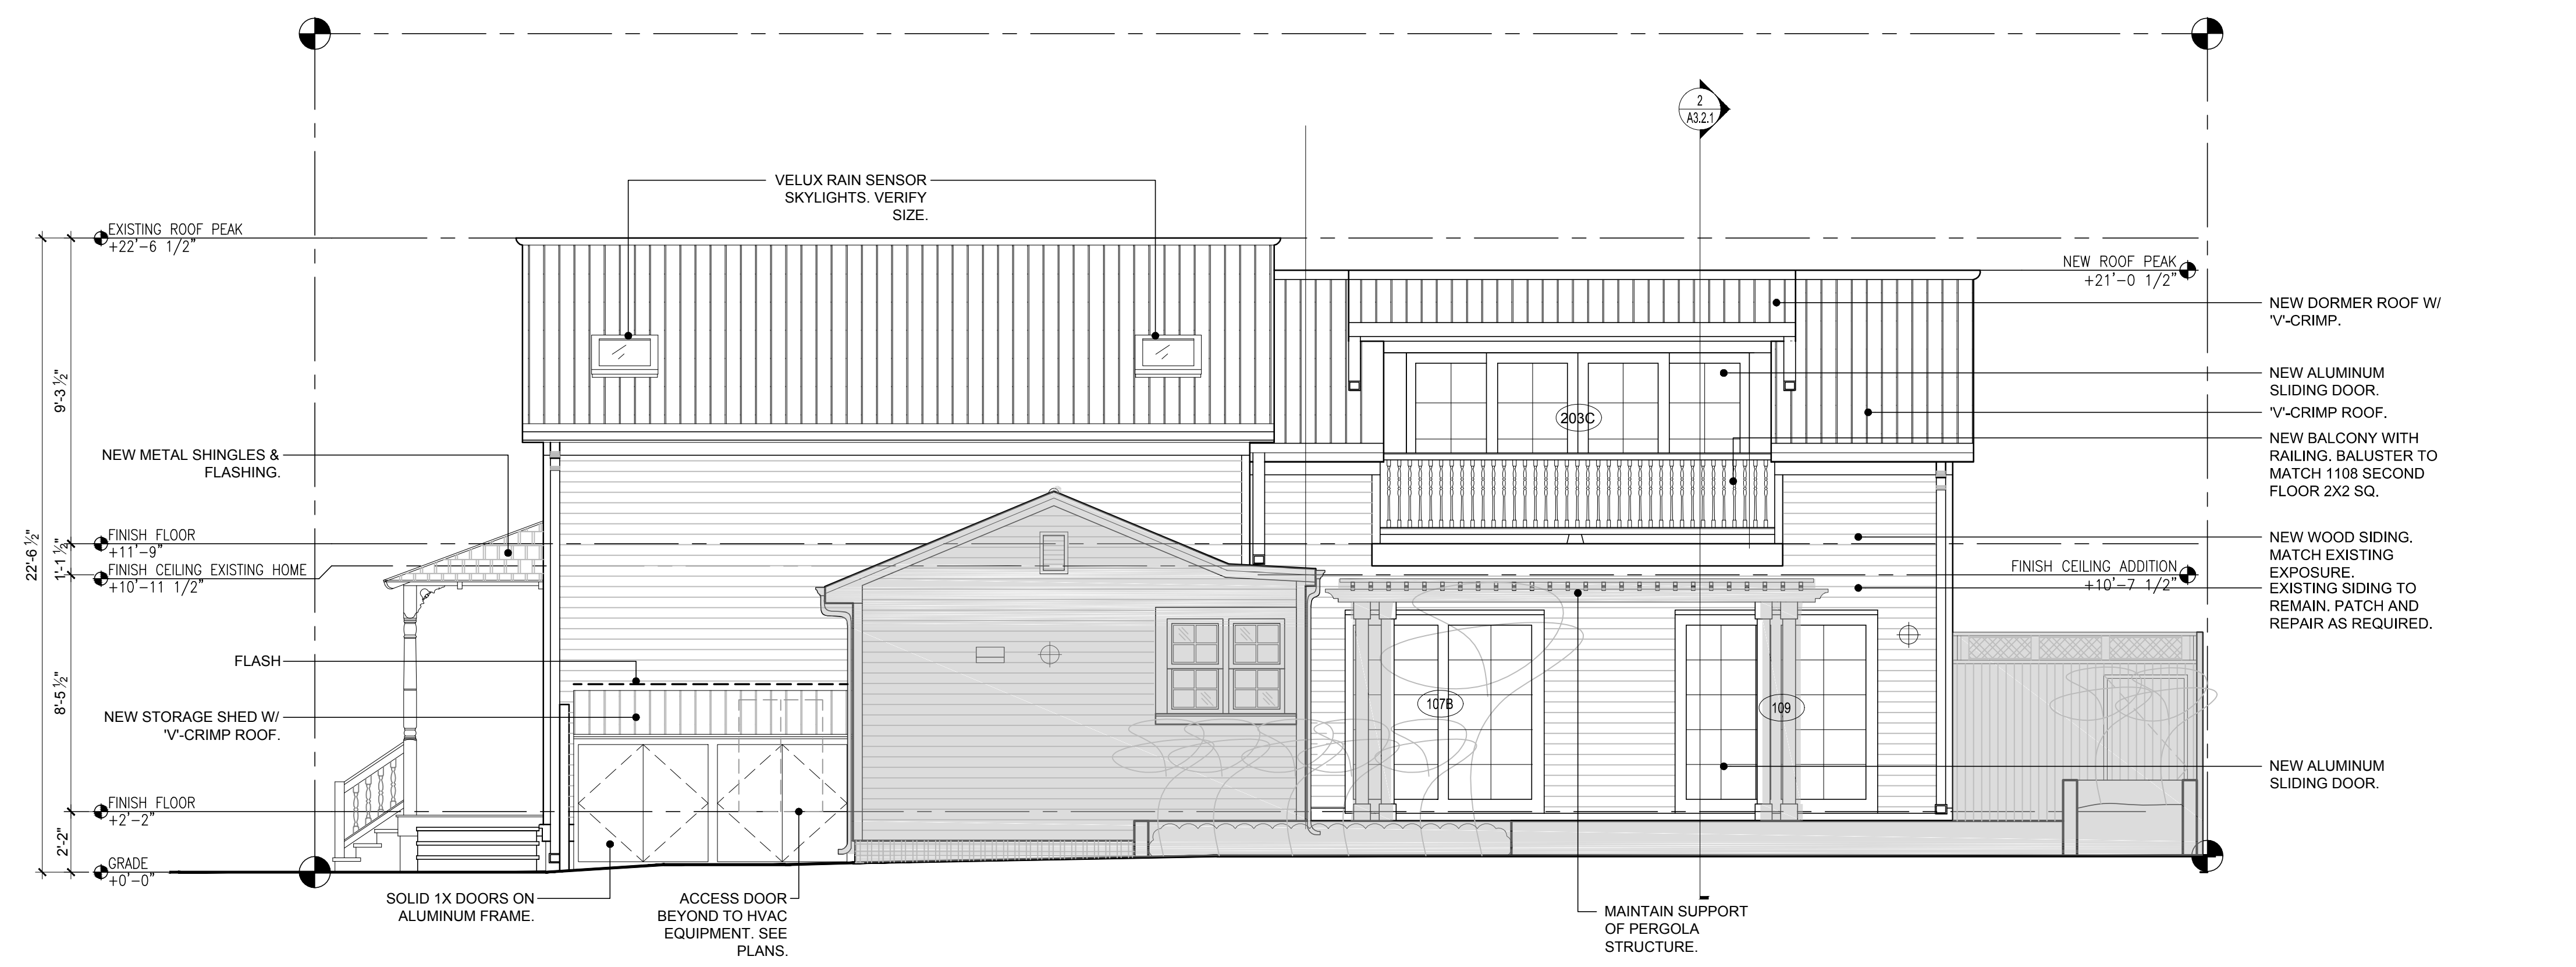 2
A3.2.1
VELUX RAIN SENSOR
SKYLIGHTS. VERIFY
SIZE.
EXISTING ROOF PEAK
+22'-6 1/2"
NEW ROOF PEAK
+21'-0 1/2"
NEW DORMER ROOF W/
'V'-CRIMP.
NEW ALUMINUM
SLIDING DOOR.
'V'-CRIMP ROOF.
203C
NEW BALCONY WITH
RAILING. BALUSTER TO
MATCH 1108 SECOND
FLOOR 2X2 SQ.
9'-3 ½"
NEW METAL SHINGLES &
FLASHING.
22'-6 ½"
1'-1 ½"
FINISH FLOOR
+11'-9"
FINISH CEILING EXISTING HOME
+10'-11 1/2"
NEW WOOD SIDING.
MATCH EXISTING
EXPOSURE.
FINISH CEILING ADDITION
+10'-7 1/2"
EXISTING SIDING TO
REMAIN. PATCH AND
REPAIR AS REQUIRED.
FLASH
8'-5 ½"
NEW STORAGE SHED W/
'V'-CRIMP ROOF.
107B
109
NEW ALUMINUM
SLIDING DOOR.
FINISH FLOOR
+2'-2"
2'-2"
GRADE
+0'-0"
SOLID 1X DOORS ON
ALUMINUM FRAME.
ACCESS DOOR
BEYOND TO HVAC
EQUIPMENT. SEE
PLANS.
MAINTAIN SUPPORT
OF PERGOLA
STRUCTURE.